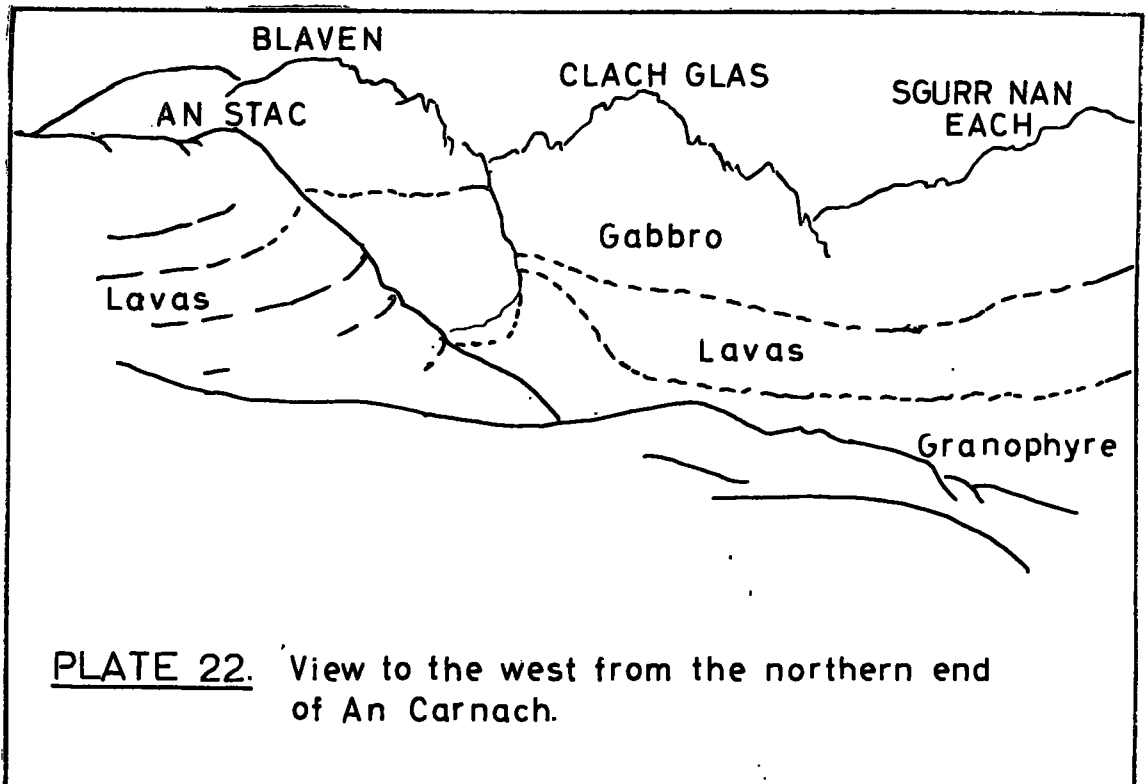 BLAVEN
CLACH GLAS
SGURR NAN
EACH
AN STAC
Gabbro
Lavas
Lavas
Granophyre
PLATE 22. View to the west from the northern end
of An Carnach.